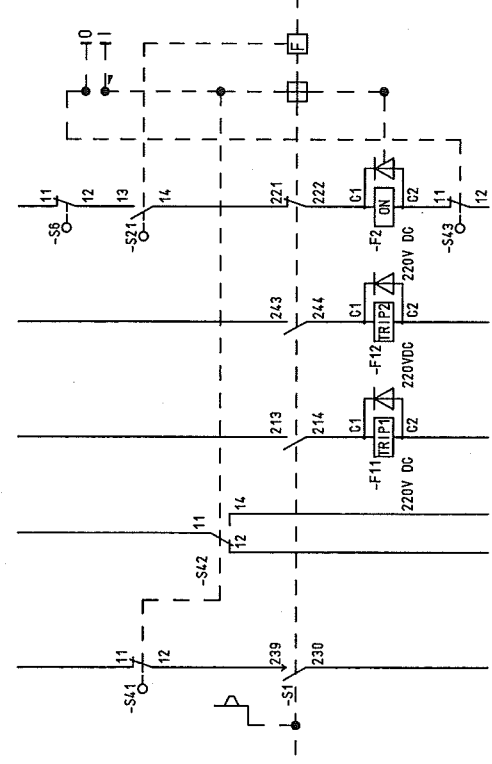 0
I
F
11
12
-S6
13
14
-S21
221
222
C1
ON
C2
-F2
220V DC
11
12
-S43
243
244
C1
TRIP2
C2
-F12
220VDC
213
214
C1
TRIP1
C2
-F11
220V DC
11
14
12
-S42
11
12
-S41
239
230
-S1